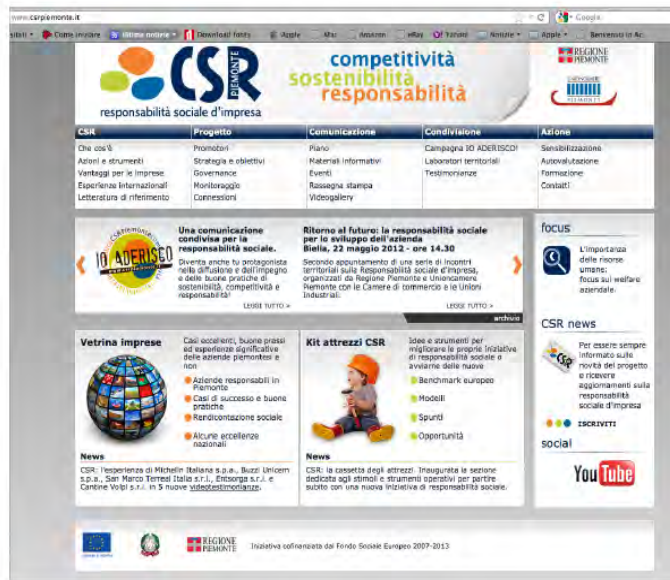 www.csrpiemonte.it
Google
Come iniziare
Ultime notizie
Download fonts
Apple
Mac
Amazon
eBay
Yahoo!
Notizie
Apple
Benvenuti in Ac
CSR
PIEMONTE
responsabilità sociale d'impresa
competitività
sostenibilità
responsabilità
REGIONE
PIEMONTE
UNIONCAMERE
PIEMONTE
CSR Progetto Comunicazione Condivisione Azione
Che cos'è Promotori Piano Campagna IO ADERISCO! Sensibilizzazione
Azioni e strumenti Strategia e obiettivi Materiali informativi Laboratori territoriali Autovalutazione
Vantaggi per le imprese Governance Eventi Testimonianze Formazione
Esperienze internazionali Monitoraggio Rassegna stampa Contatti
Letteratura di riferimento Connessioni Videogallery
CSRpiemonte
IO ADERISCO
Una comunicazione
condivisa per la
responsabilità sociale.
Diventa anche tu protagonista
nella diffusione e dell'impegno
e delle buone pratiche di
sostenibilità, competitività e
responsabilità!
LEGGI TUTTO >
Ritorno al futuro: la responsabilità sociale
per lo sviluppo dell'azienda
Biella, 22 maggio 2012 - ore 14.30
Secondo appuntamento di una serie di incontri
territoriali sulla Responsabilità sociale d'impresa,
organizzati da Regione Piemonte e Unioncamere
Piemonte con le Camere di commercio e le Unioni
Industriali.
LEGGI TUTTO >
archivio
focus
L'importanza
delle risorse
umane:
focus sul welfare
aziendale.
CSR news
CSR
Per essere sempre
informato sulle
novità del progetto
e ricevere
aggiornamenti sulla
responsabilità
sociale d'impresa
ISCRIVITI
social
YouTube
Vetrina imprese
Casi eccellenti, buone prassi
ed esperienze significative
delle aziende piemontesi e
non
Aziende responsabili in
Piemonte
Casi di successo e buone
pratiche
Rendicontazione sociale
Alcune eccellenze
nazionali
News
CSR: l'esperienza di Michelin Italiana s.p.a., Buzzi Unicem
s.p.a., San Marco Terreal Italia s.r.l., Entsorga s.r.l. e
Cantine Volpi s.r.l. in 5 nuove videotestimonianze.
Kit attrezzi CSR
Idee e strumenti per
migliorare le proprie iniziative
di responsabilità sociale o
avviarne delle nuove
Benchmark europeo
Modelli
Spunti
Opportunità
News
CSR: la cassetta degli attrezzi. Inaugurata la sezione
dedicata agli stimoli e strumenti operativi per partire
subito con una nuova iniziativa di responsabilità sociale.
REGIONE
PIEMONTE
Iniziativa cofinanziata dal Fondo Sociale Europeo 2007-2013